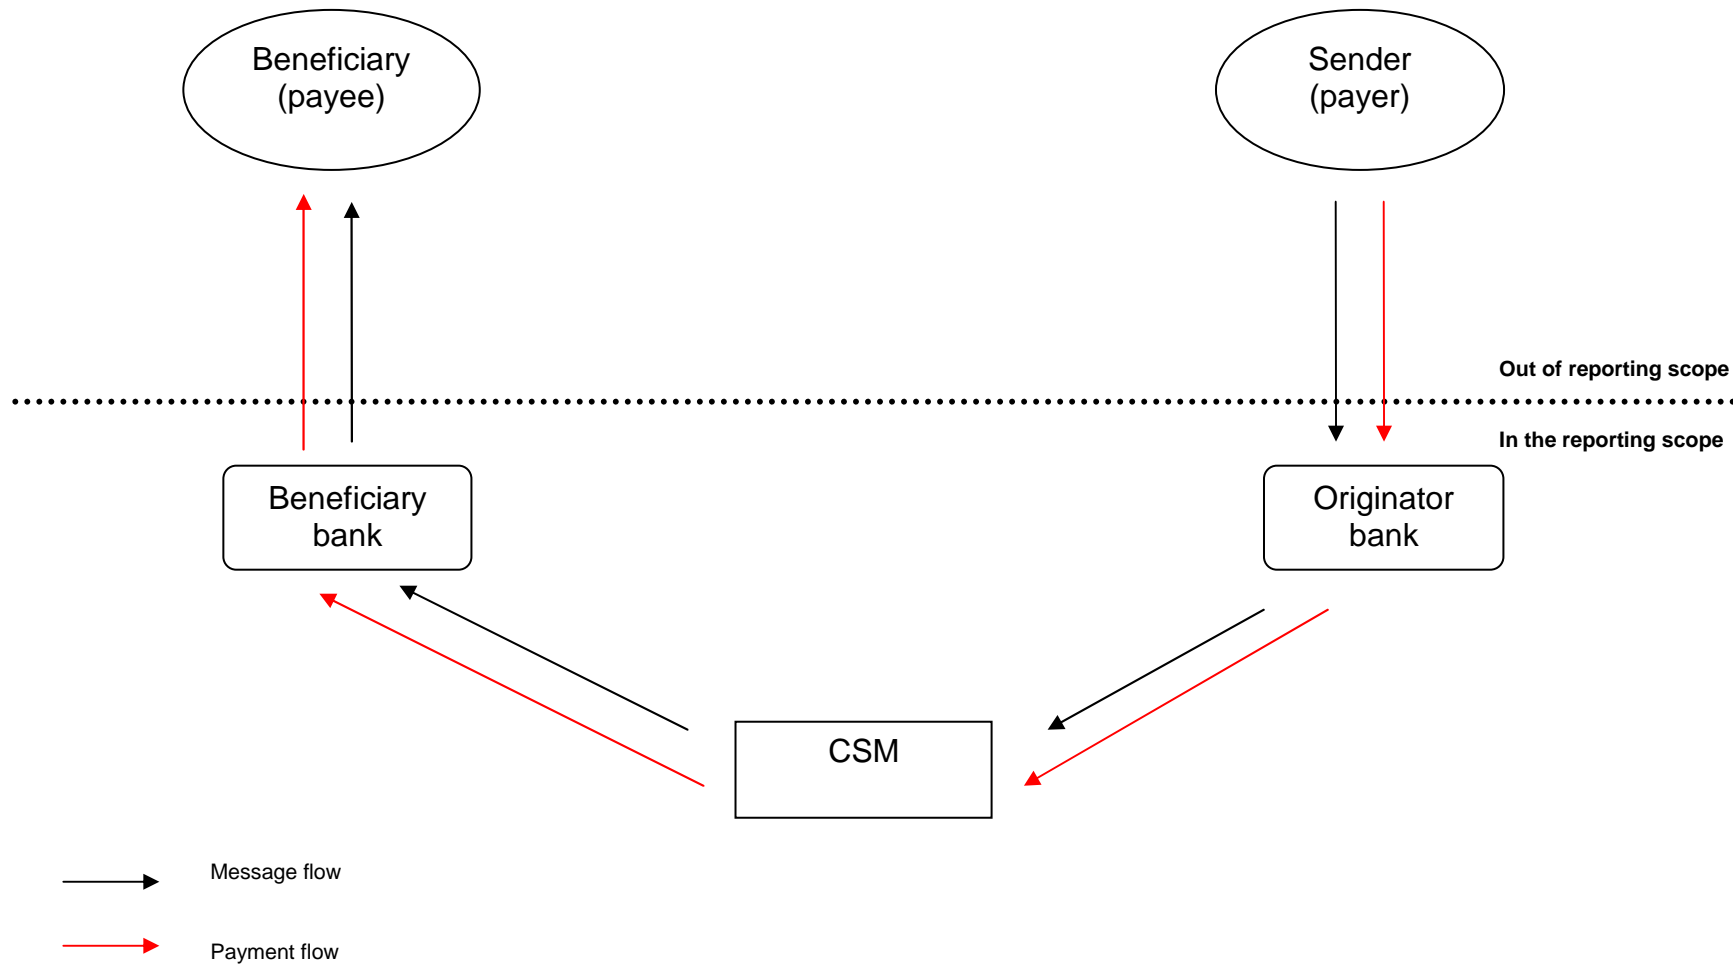 Beneficiary
(payee)
Sender
(payer)
Out of reporting scope
In the reporting scope
Beneficiary
bank
Originator
bank
CSM
Message flow
Payment flow